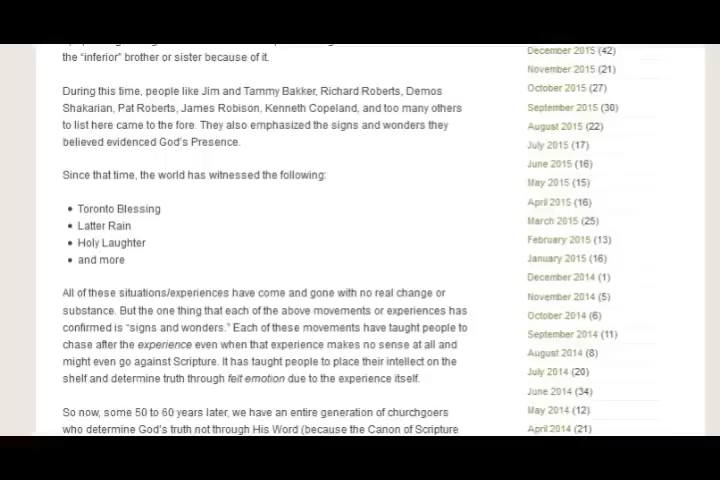 the "inferior" brother or sister because of it.
During this time, people like Jim and Tammy Bakker, Richard Roberts, Demos
Shakarian, Pat Roberts, James Robison, Kenneth Copeland, and too many others
to list here came to the fore. They also emphasized the signs and wonders they
believed evidenced God's Presence.
Since that time, the world has witnessed the following:
• Toronto Blessing
• Latter Rain
• Holy Laughter
• and more
All of these situations/experiences have come and gone with no real change or
substance. But the one thing that each of the above movements or experiences has
confirmed is "signs and wonders." Each of these movements have taught people to
chase after the experience even when that experience makes no sense at all and
might even go against Scripture. It has taught people to place their intellect on the
shelf and determine truth through felt emotion due to the experience itself.
So now, some 50 to 60 years later, we have an entire generation of churchgoers
who determine God's truth not through His Word (because the Canon of Scripture
December 2015 (42)
November 2015 (21)
October 2015 (27)
September 2015 (30)
August 2015 (22)
July 2015 (17)
June 2015 (16)
May 2015 (15)
April 2015 (16)
March 2015 (25)
February 2015 (13)
January 2015 (16)
December 2014 (1)
November 2014 (5)
October 2014 (6)
September 2014 (11)
August 2014 (8)
July 2014 (20)
June 2014 (34)
May 2014 (12)
April 2014 (21)